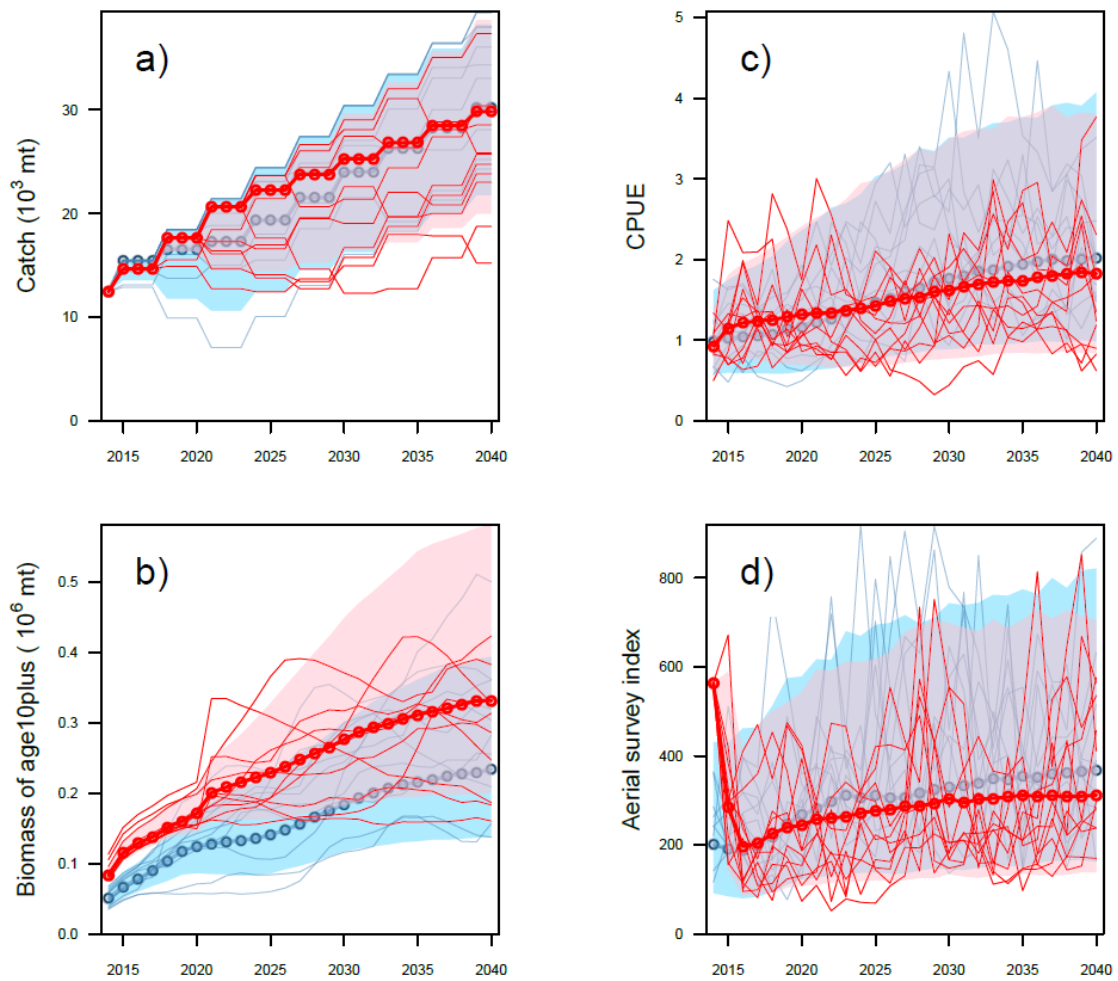 a)
Catch (10³ mt)
30
20
10
0
2015 2020 2025 2030 2035 2040
c)
CPUE
5
4
3
2
1
0
2015 2020 2025 2030 2035 2040
b)
Biomass of age10plus ( 10⁶ mt)
0.5
0.4
0.3
0.2
0.1
0.0
2015 2020 2025 2030 2035 2040
d)
Aerial survey index
800
600
400
200
0
2015 2020 2025 2030 2035 2040